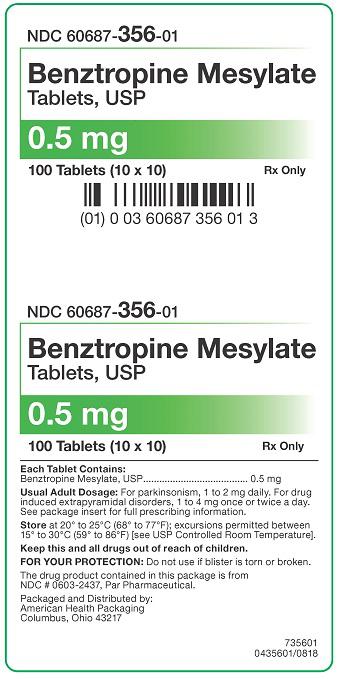 NDC 60687-356-01
Benztropine Mesylate
Tablets, USP
0.5 mg
100 Tablets (10 x 10) Rx Only
(01) 0 03 60687 356 01 3
NDC 60687-356-01
Benztropine Mesylate
Tablets, USP
0.5 mg
100 Tablets (10 x 10) Rx Only
Each Tablet Contains:
Benztropine Mesylate, USP...................................... 0.5 mg
Usual Adult Dosage: For parkinsonism, 1 to 2 mg daily. For drug
induced extrapyramidal disorders, 1 to 4 mg once or twice a day.
See package insert for full prescribing information.
Store at 20° to 25°C (68° to 77°F); excursions permitted between
15° to 30°C (59° to 86°F) [see USP Controlled Room Temperature].
Keep this and all drugs out of reach of children.
FOR YOUR PROTECTION: Do not use if blister is torn or broken.
The drug product contained in this package is from
NDC # 0603-2437, Par Pharmaceutical.
Packaged and Distributed by:
American Health Packaging
Columbus, Ohio 43217
735601
0435601/0818